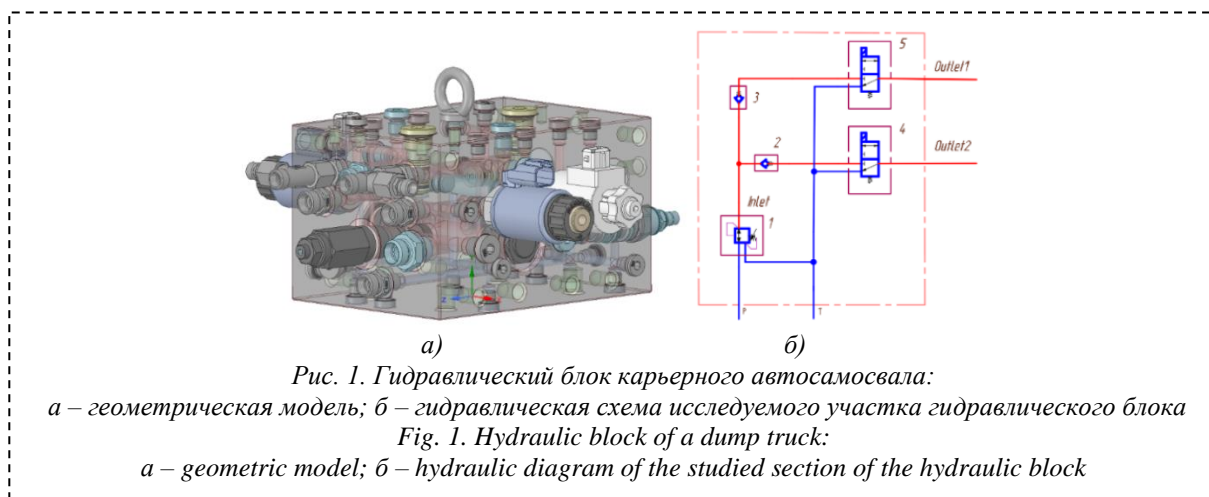 5
Outlet1
3
4
2
Outlet2
Inlet
1
P
T
а)
б)
Рис. 1. Гидравлический блок карьерного автосамосвала:
а – геометрическая модель; б – гидравлическая схема исследуемого участка гидравлического блока
Fig. 1. Hydraulic block of a dump truck:
а – geometric model; б – hydraulic diagram of the studied section of the hydraulic block